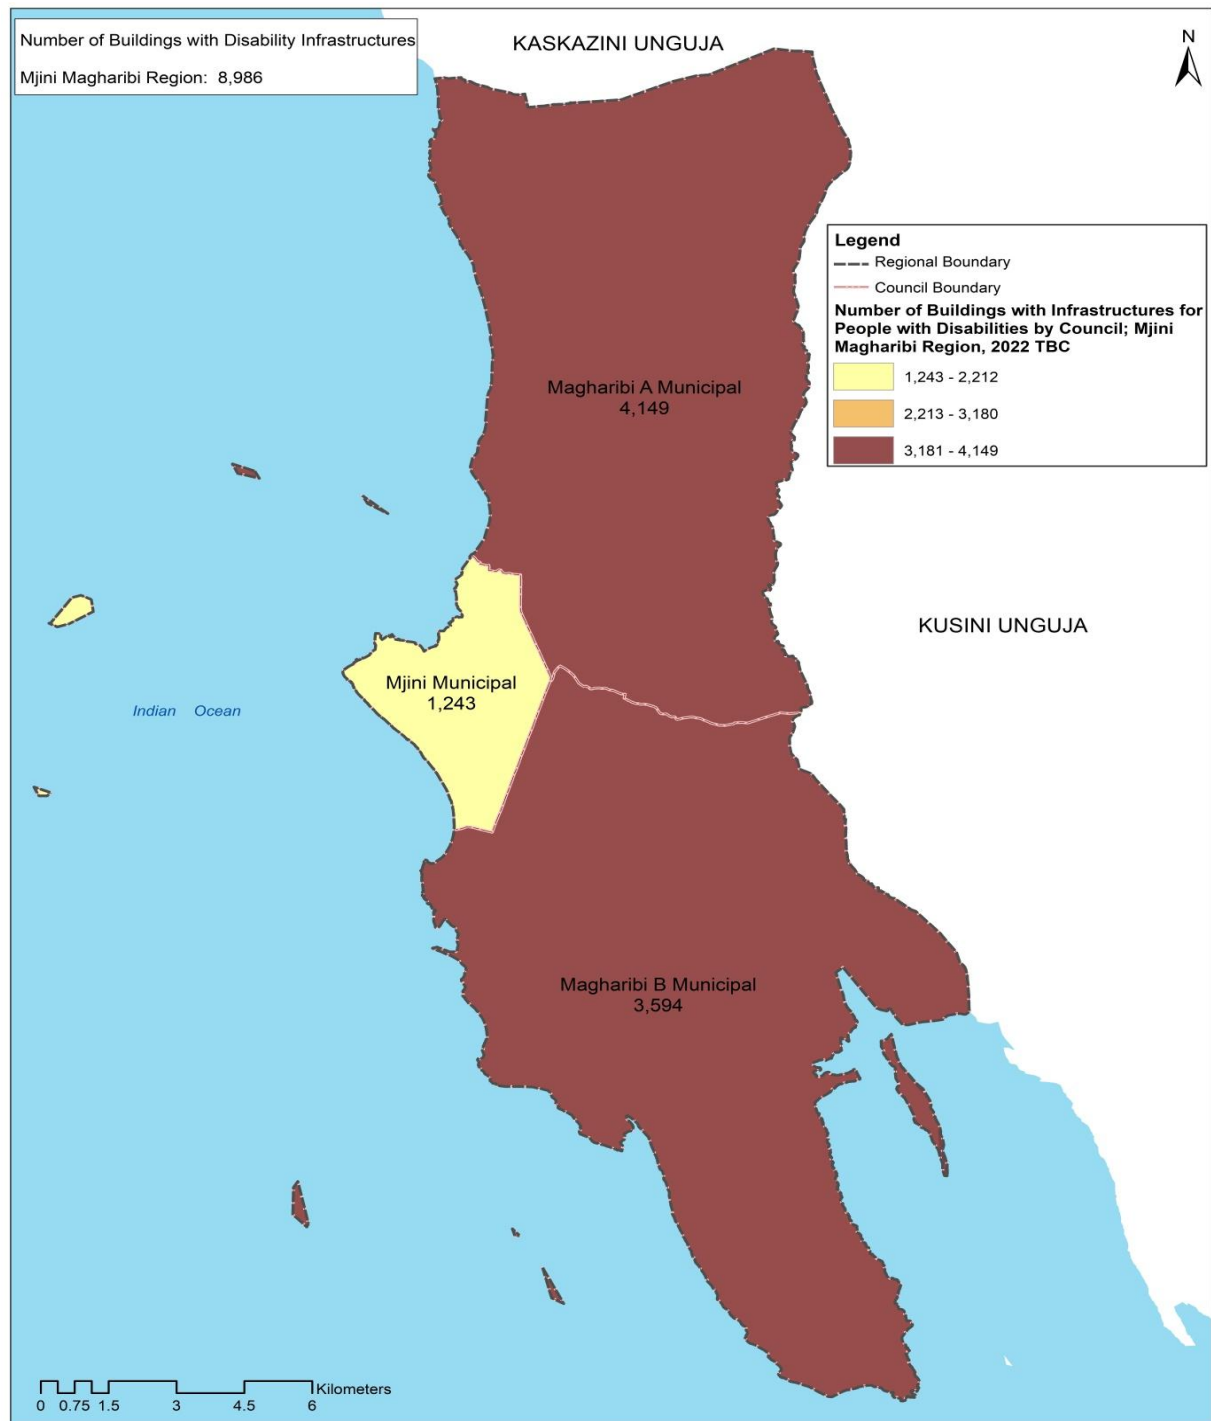 Number of Buildings with Disability Infrastructures
Mjini Magharibi Region: 8,986
KASKAZINI UNGUJA
N
Legend
Regional Boundary
Council Boundary
Number of Buildings with Infrastructures for
People with Disabilities by Council; Mjini
Magharibi Region, 2022 TBC
1,243 - 2,212
2,213 - 3,180
3,181 - 4,149
Magharibi A Municipal
4,149
KUSINI UNGUJA
Mjini Municipal
1,243
Indian Ocean
Magharibi B Municipal
3,594
Kilometers
0 0.75 1.5 3 4.5 6